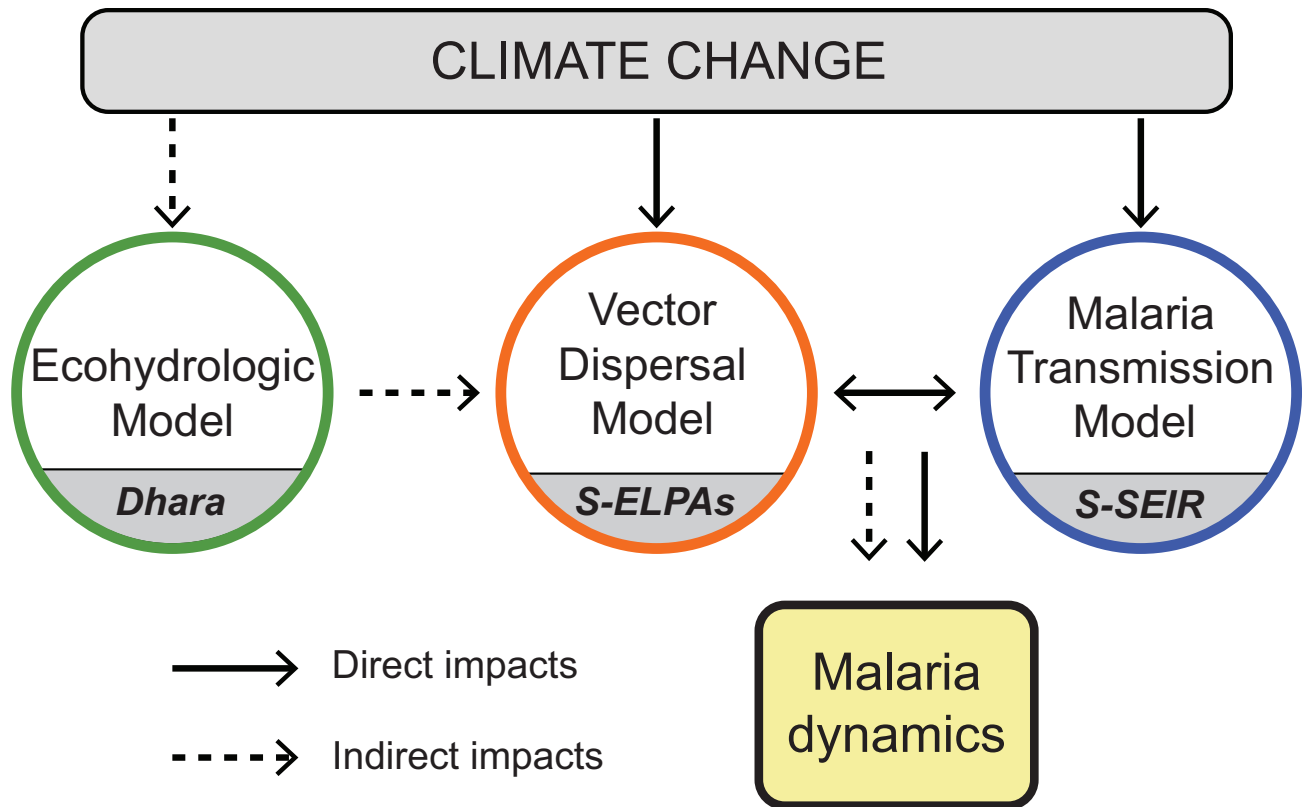 CLIMATE CHANGE
Ecohydrologic
Model
Dhara
Vector
Dispersal
Model
S-ELPAs
Malaria
Transmission
Model
S-SEIR
Direct impacts
Indirect impacts
Malaria
dynamics